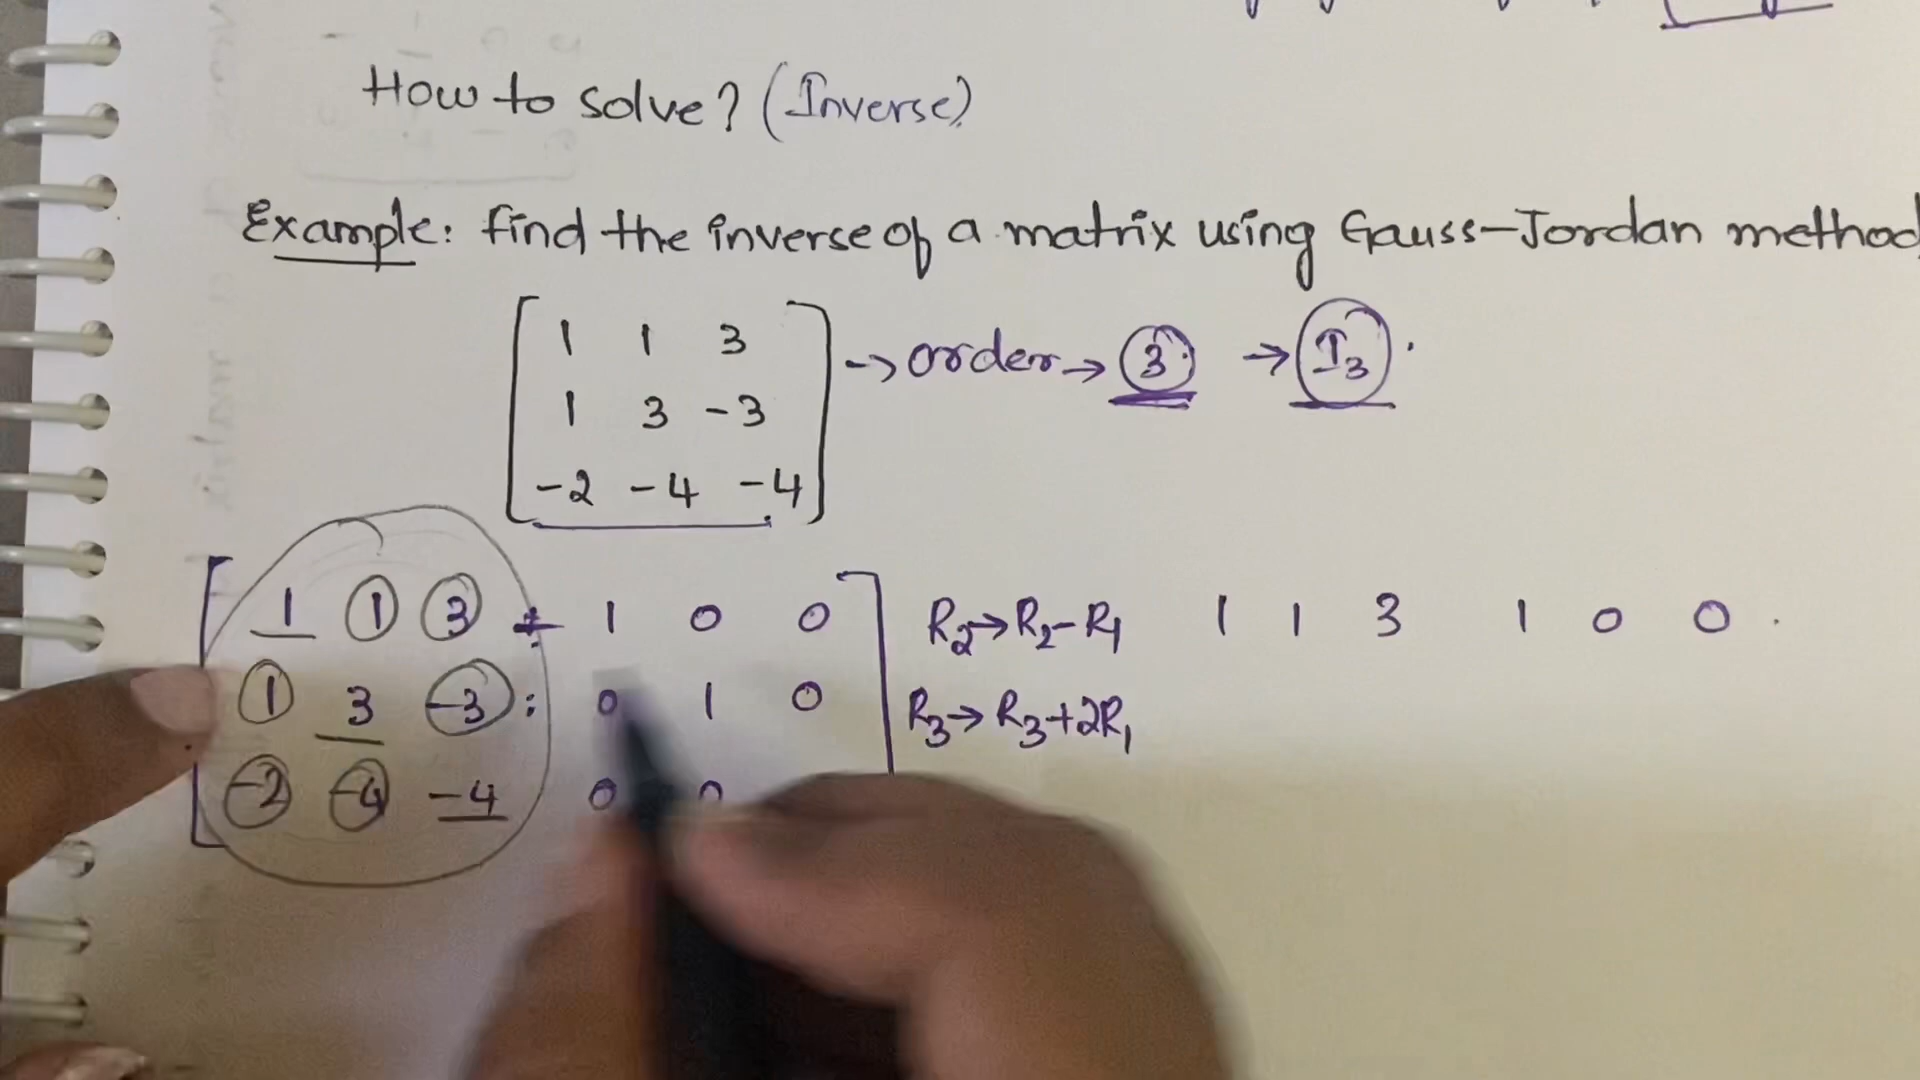 How to solve? (Inverse)
Example: find the inverse of a matrix using Gauss-Jordan method
1 1 3
1 3 -3
-2 -4 -4
→ order → 3 → I₃.
1 1 3 : 1 0 0 R₂→R₂-R₁ 1 1 3 1 0 0
1 3 -3 : 0 1 0 R₃→R₃+2R₁
-2 -4 -4 0 0